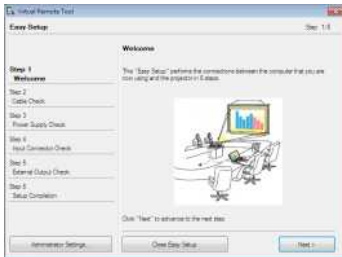 Virtual Remote Tool
Easy Setup
Step 1/6
Step 1
Welcome
Step 2
Cable Check
Step 3
Power Supply Check
Step 4
Input Connector Check
Step 5
External Output Check
Step 6
Setup Completion
Welcome
The "Easy Setup" performs the connections between the computer that you are
now using and the projector in 6 steps.
Click "Next" to advance to the next step.
Administrator Settings...
Close Easy Setup
Next >